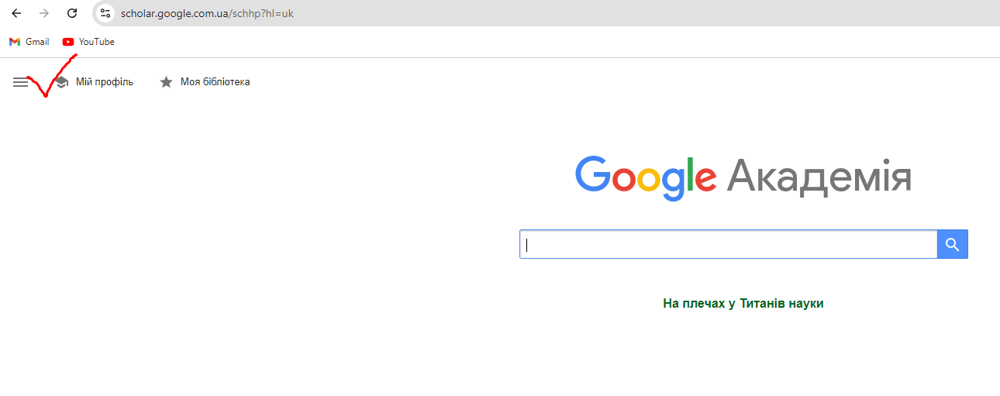 scholar.google.com.ua/schhp?hl=uk
Gmail YouTube
Мій профіль Моя бібліотека
Google Академія
На плечах у Титанів науки